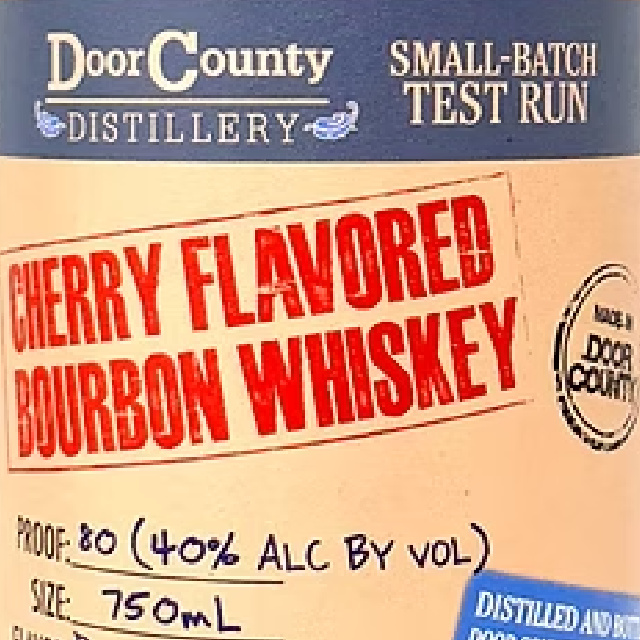 Door County
DISTILLERY
SMALL-BATCH
TEST RUN
CHERRY FLAVORED
BOURBON WHISKEY
MADE IN
DOOR
COUNTY
PROOF: 80 (40% ALC BY VOL)
SIZE: 750mL
DISTILLED AND